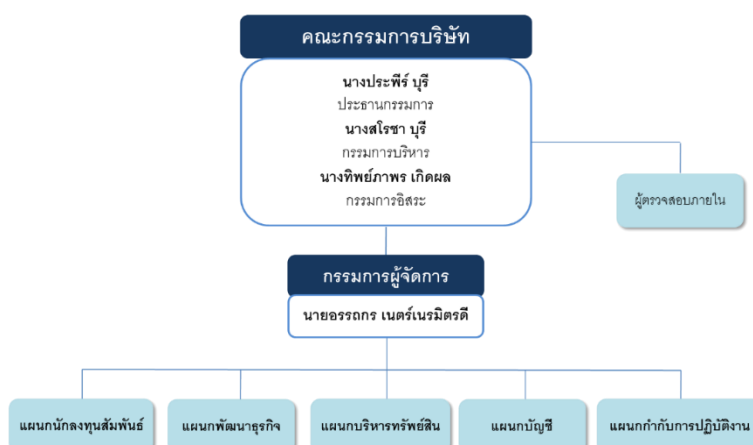 คณะกรรมการบริษัท
นางประพีร์ บุรี
ประธานกรรมการ
นางสโรชา บุรี
กรรมการบริหาร
นางทิพย์ภาพร เกิดผล
กรรมการอิสระ
ผู้ตรวจสอบภายใน
กรรมการผู้จัดการ
นายอรรถกร เนตร์เนรมิตรดี
แผนกนักลงทุนสัมพันธ์
แผนกพัฒนาธุรกิจ
แผนกบริหารทรัพย์สิน
แผนกบัญชี
แผนกกำกับการปฏิบัติงาน